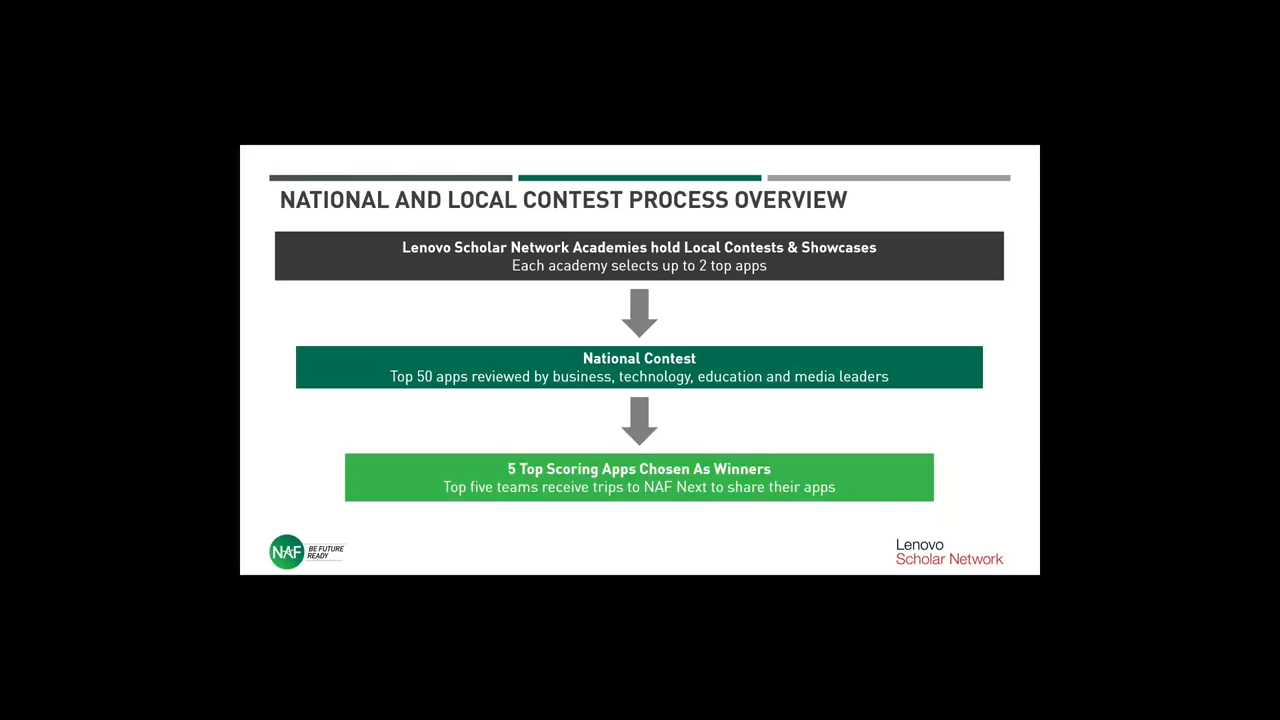 NATIONAL AND LOCAL CONTEST PROCESS OVERVIEW
Lenovo Scholar Network Academies hold Local Contests & Showcases
Each academy selects up to 2 top apps
National Contest
Top 50 apps reviewed by business, technology, education and media leaders
5 Top Scoring Apps Chosen As Winners
Top five teams receive trips to NAF Next to share their apps
NAF
BE FUTURE
READY
Lenovo
Scholar Network